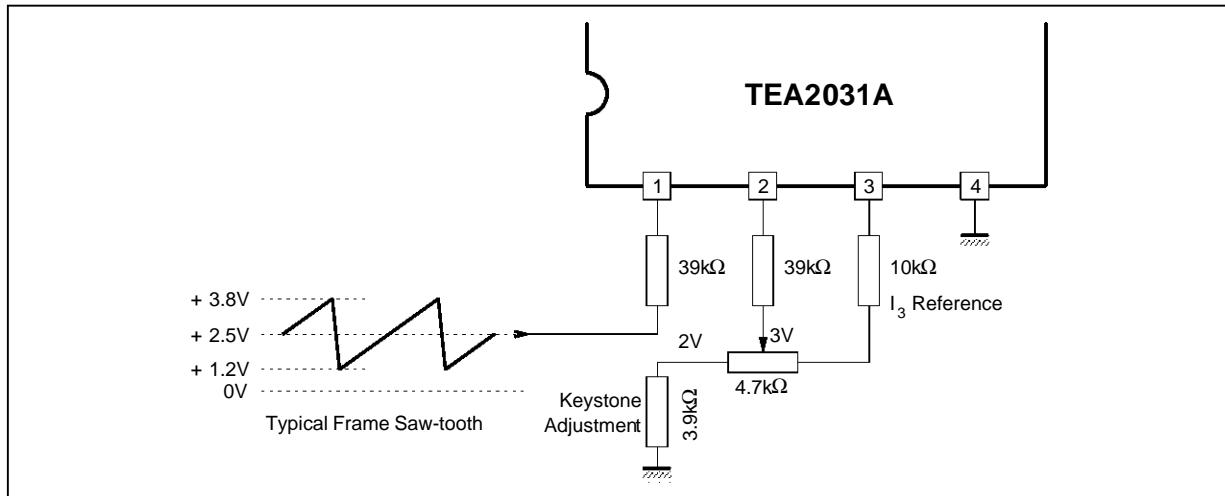 TEA2031A
1
2
3
4
39kΩ
39kΩ
10kΩ
I3 Reference
+ 3.8V
+ 2.5V
+ 1.2V
0V
2V
3V
4.7kΩ
Keystone
Adjustment
3.9kΩ
Typical Frame Saw-tooth